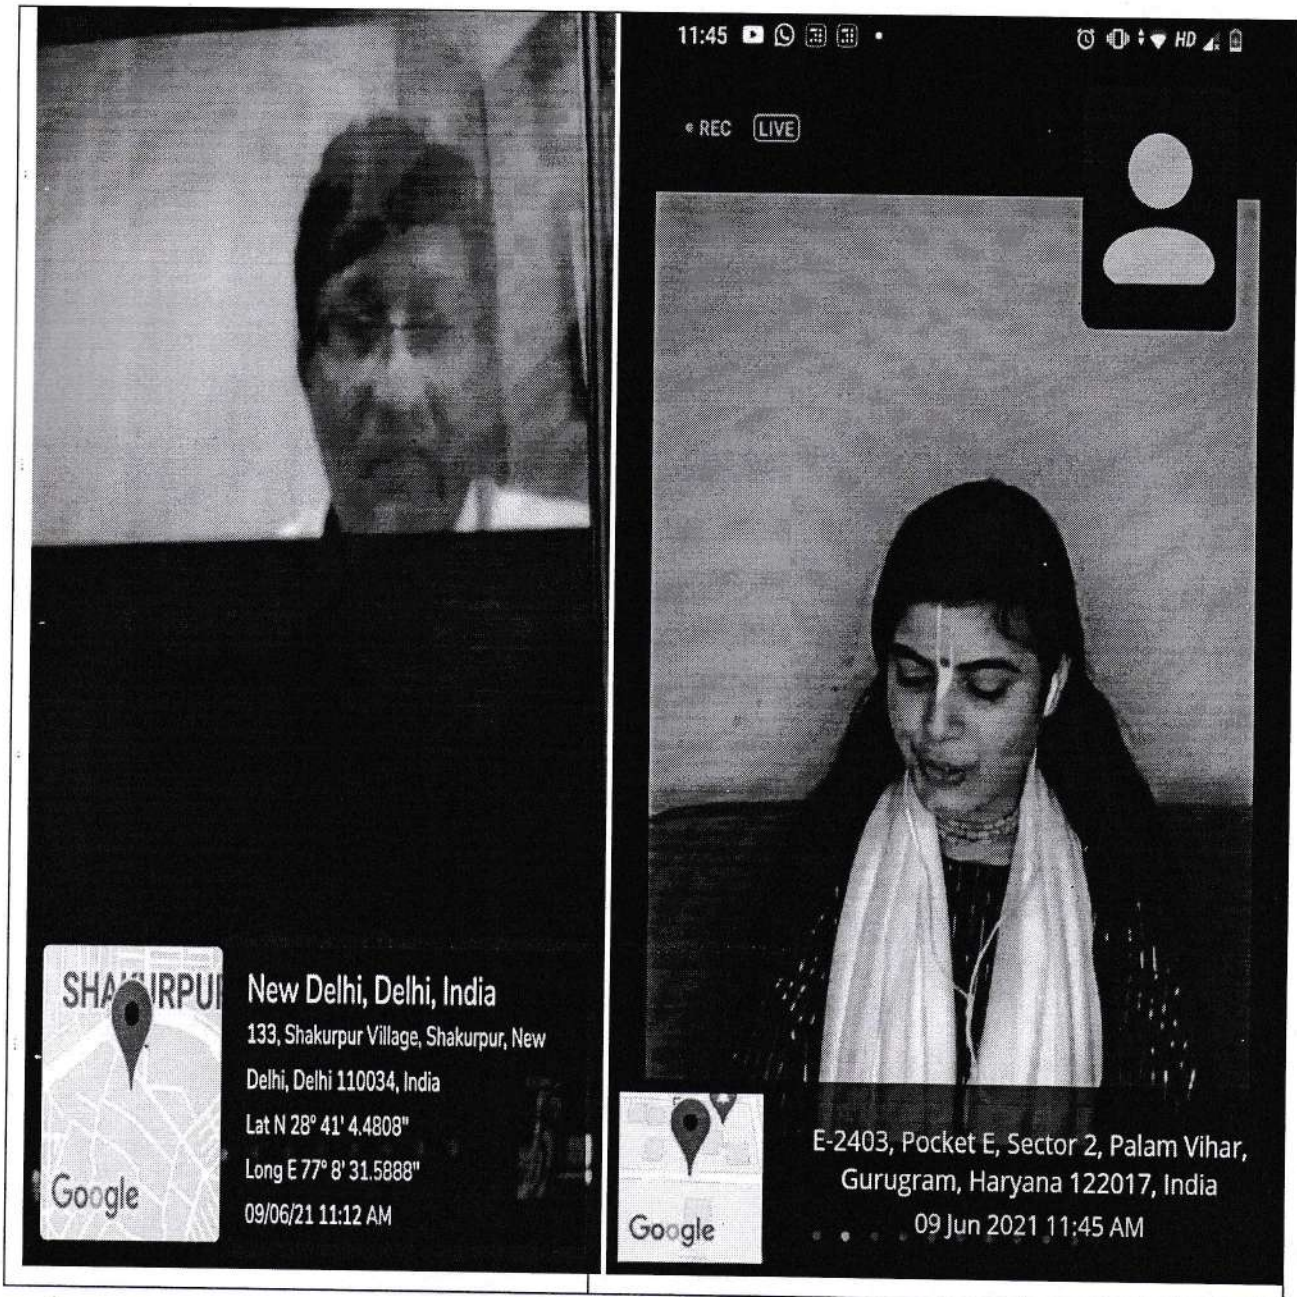 SHAKURPUR
Google
New Delhi, Delhi, India
133, Shakurpur Village, Shakurpur, New
Delhi, Delhi 110034, India
Lat N 28° 41' 4.4808"
Long E 77° 8' 31.5888"
09/06/21 11:12 AM
11:45
HD
REC LIVE
Google
E-2403, Pocket E, Sector 2, Palam Vihar,
Gurugram, Haryana 122017, India
09 Jun 2021 11:45 AM